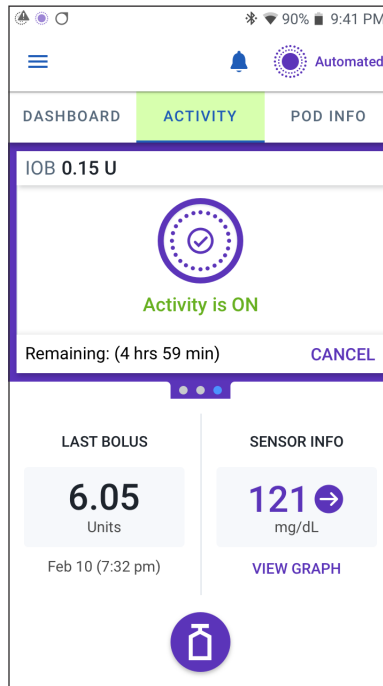 90% 9:41 PM
Automated
DASHBOARD ACTIVITY POD INFO
IOB 0.15 U
Activity is ON
Remaining: (4 hrs 59 min) CANCEL
LAST BOLUS
6.05
Units
Feb 10 (7:32 pm)
SENSOR INFO
121
mg/dL
VIEW GRAPH